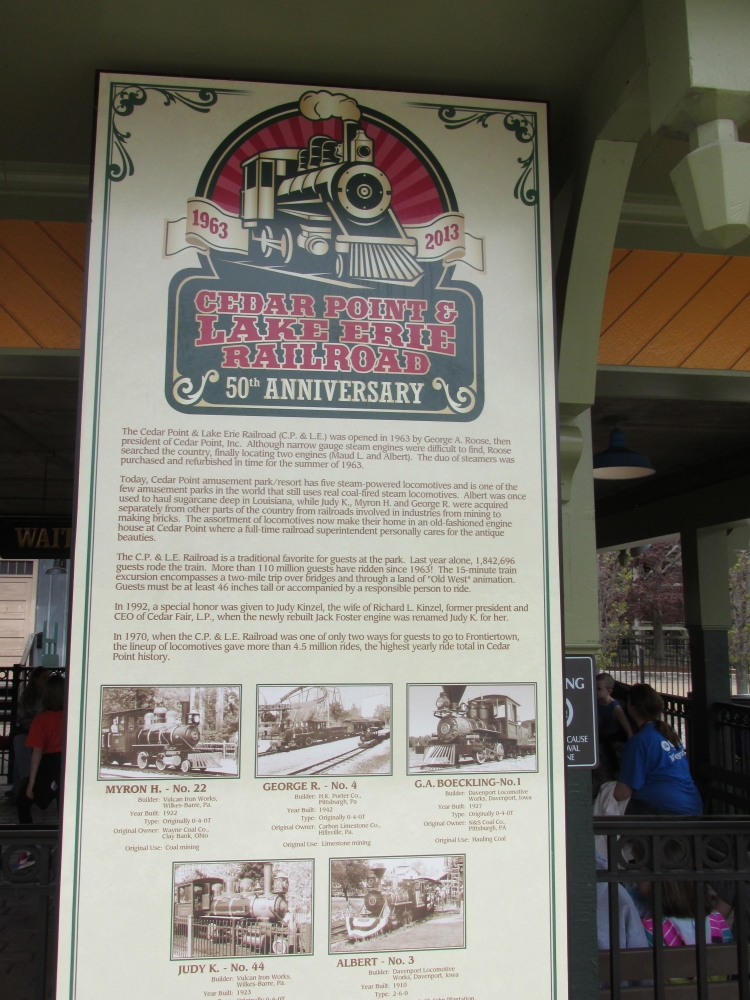 1963
2013
CEDAR POINT &
LAKE ERIE
RAILROAD
50th ANNIVERSARY
The Cedar Point & Lake Erie Railroad (C.P. & L.E.) was opened in 1963 by George A. Roose, then
president of Cedar Point, Inc. Although narrow gauge steam engines were difficult to find, Roose
searched the country, finally locating two engines (Maud L. and Albert). The duo of steamers was
purchased and refurbished in time for the summer of 1963.
Today, Cedar Point amusement park/resort has five steam-powered locomotives and is one of the
few amusement parks in the world that still uses real coal-fired steam locomotives. Albert was once
used to haul sugarcane deep in Louisiana, while Judy K., Myron H. and George R. were acquired
separately from other parts of the country from railroads involved in industries from mining to
making bricks. The assortment of locomotives now make their home in an old-fashioned engine
house at Cedar Point where a full-time railroad superintendent personally cares for the antique
beauties.
The C.P. & L.E. Railroad is a traditional favorite for guests at the park. Last year alone, 1,842,696
guests rode the train. More than 110 million guests have ridden since 1963! The 15-minute train
excursion encompasses a two-mile trip over bridges and through a land of "Old West" animation.
Guests must be at least 46 inches tall or accompanied by a responsible person to ride.
In 1992, a special honor was given to Judy Kinzel, the wife of Richard L. Kinzel, former president and
CEO of Cedar Fair, L.P., when the newly rebuilt Jack Foster engine was renamed Judy K. for her.
In 1970, when the C.P. & L.E. Railroad was one of only two ways for guests to go to Frontiertown,
the lineup of locomotives gave more than 4.5 million rides, the highest yearly ride total in Cedar
Point history.
MYRON H. - No. 22
Builder: Vulcan Iron Works,
Wilkes-Barre, Pa.
Year Built: 1922
Type: Originally 0-4-0T
Original Owner: Wayne Coal Co.,
Clay Bank, Ohio
Original Use: Coal mining
GEORGE R. - No. 4
Builder: H.K. Porter Co.,
Pittsburgh, Pa
Year Built: 1942
Type: Originally 0-4-0T
Original Owner: Carbon Limestone Co.,
Hillsville, Pa.
Original Use: Limestone mining
G.A. BOECKLING-No.1
Builder: Davenport Locomotive
Works, Davenport, Iowa
Year Built: 1927
Type: Originally 0-4-0T
Original Owner: S&S Coal Co.,
Pittsburgh, PA
Original Use: Hauling Coal
JUDY K. - No. 44
Builder: Vulcan Iron Works,
Wilkes-Barre, Pa.
Year Built: 1923
Type: Originally 0-4-0T
ALBERT - No. 3
Builder: Davenport Locomotive
Works, Davenport, Iowa
Year Built: 1910
Type: 2-6-0
Plantation
WAIT
NG
CAUSE
VAL
NE